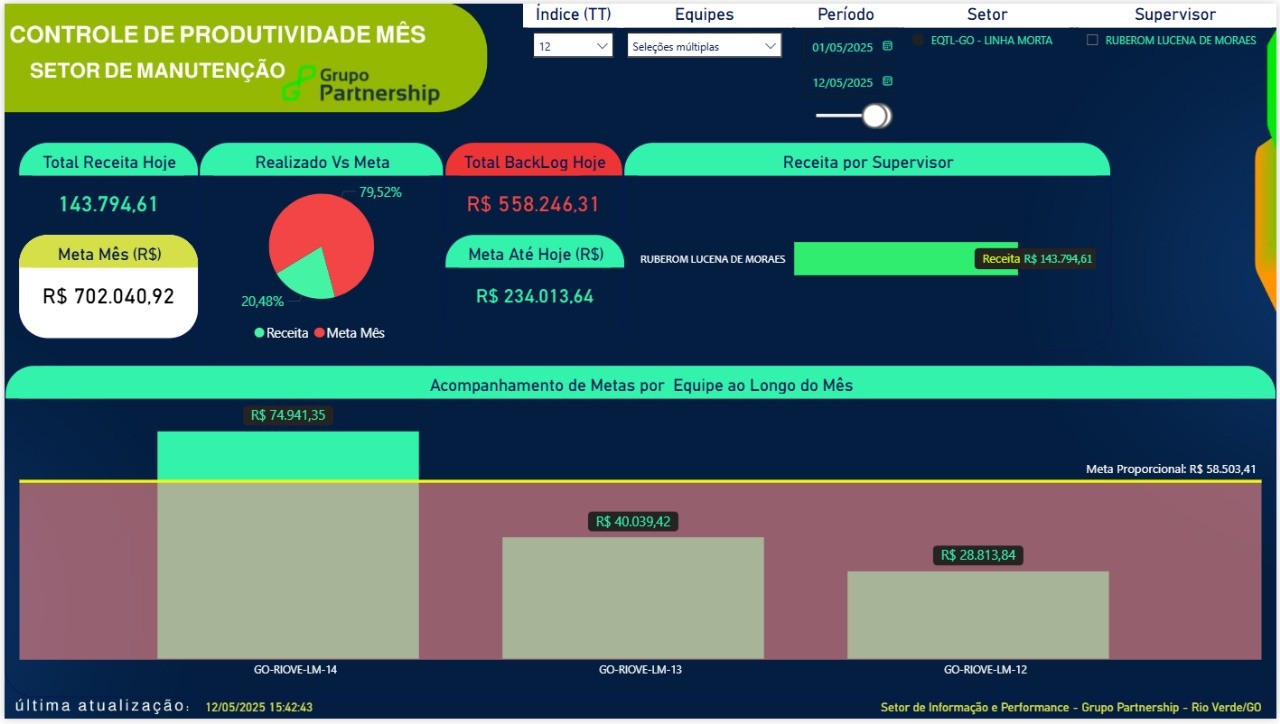 CONTROLE DE PRODUTIVIDADE MÊS
SETOR DE MANUTENÇÃO
Grupo
Partnership
Índice (TT)
12
Equipes
Seleções múltiplas
Período
01/05/2025
12/05/2025
Setor
EQTL-GO - LINHA MORTA
Supervisor
RUBEROM LUCENA DE MORAES
Total Receita Hoje
143.794,61
Meta Mês (R$)
R$ 702.040,92
Realizado Vs Meta
79,52%
20,48%
Receita Meta Mês
Total BackLog Hoje
R$ 558.246,31
Meta Até Hoje (R$)
R$ 234.013,64
Receita por Supervisor
RUBEROM LUCENA DE MORAES
Receita R$ 143.794,61
Acompanhamento de Metas por Equipe ao Longo do Mês
R$ 74.941,35
Meta Proporcional: R$ 58.503,41
R$ 40.039,42
R$ 28.813,84
GO-RIOVE-LM-14
GO-RIOVE-LM-13
GO-RIOVE-LM-12
última atualização: 12/05/2025 15:42:43
Setor de Informação e Performance - Grupo Partnership - Rio Verde/GO